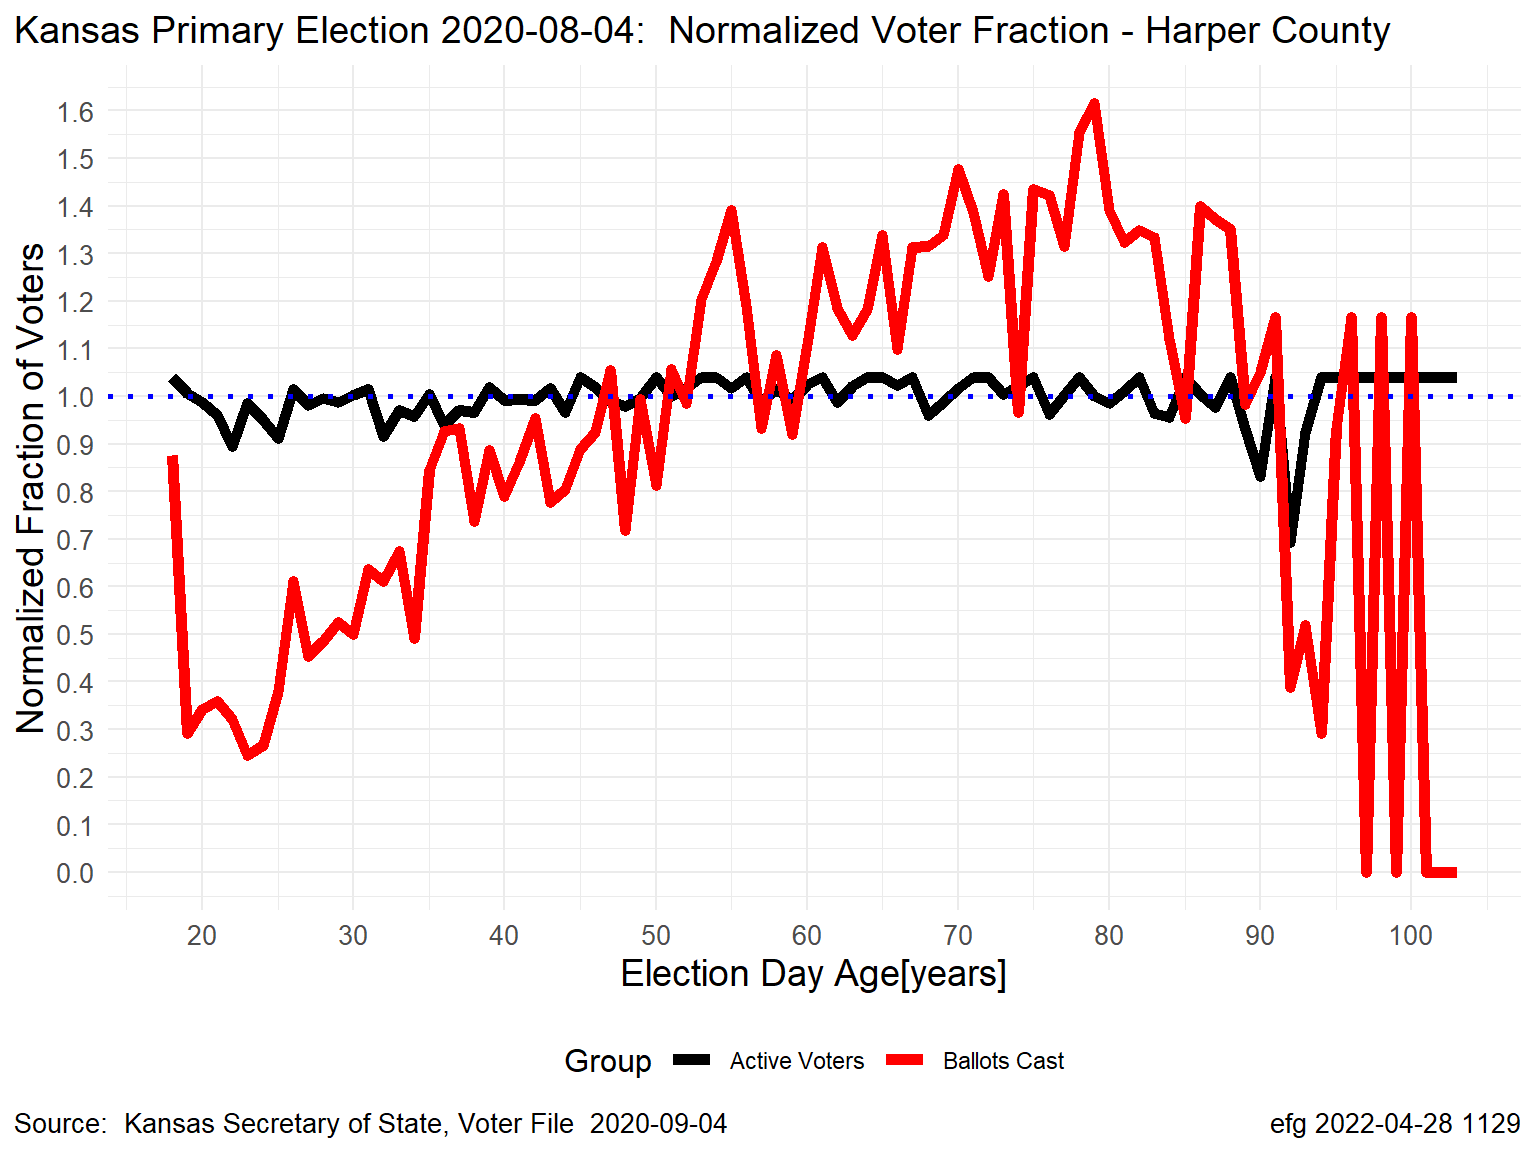 Kansas Primary Election 2020-08-04:  Normalized Voter Fraction - Harper County
Normalized Fraction of Voters
1.6
1.5
1.4
1.3
1.2
1.1
1.0
0.9
0.8
0.7
0.6
0.5
0.4
0.3
0.2
0.1
0.0
20 30 40 50 60 70 80 90 100
Election Day Age[years]
Group Active Voters Ballots Cast
Source:  Kansas Secretary of State, Voter File  2020-09-04
efg 2022-04-28 1129